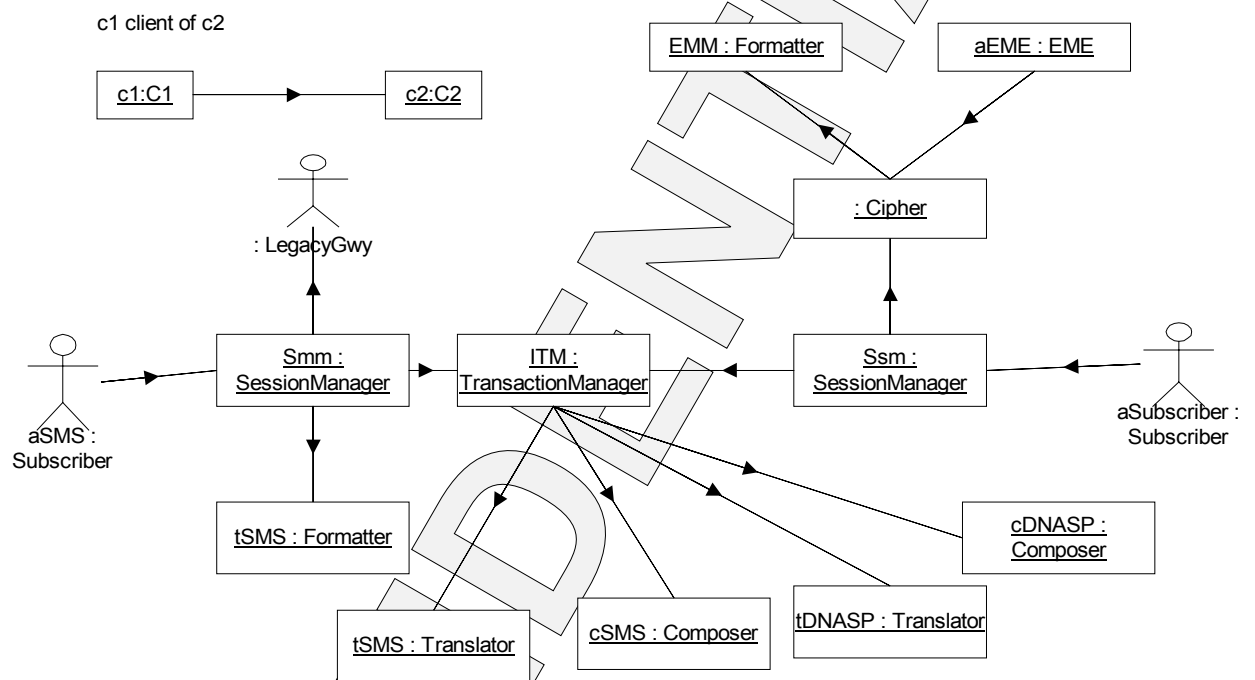 c1 client of c2
EMM : Formatter
aEME : EME
c1:C1
c2:C2
: Cipher
: LegacyGwy
Smm :
SessionManager
ITM :
TransactionManager
Ssm :
SessionManager
aSMS :
Subscriber
aSubscriber :
Subscriber
tSMS : Formatter
cDNASP :
Composer
tSMS : Translator
cSMS : Composer
tDNASP : Translator